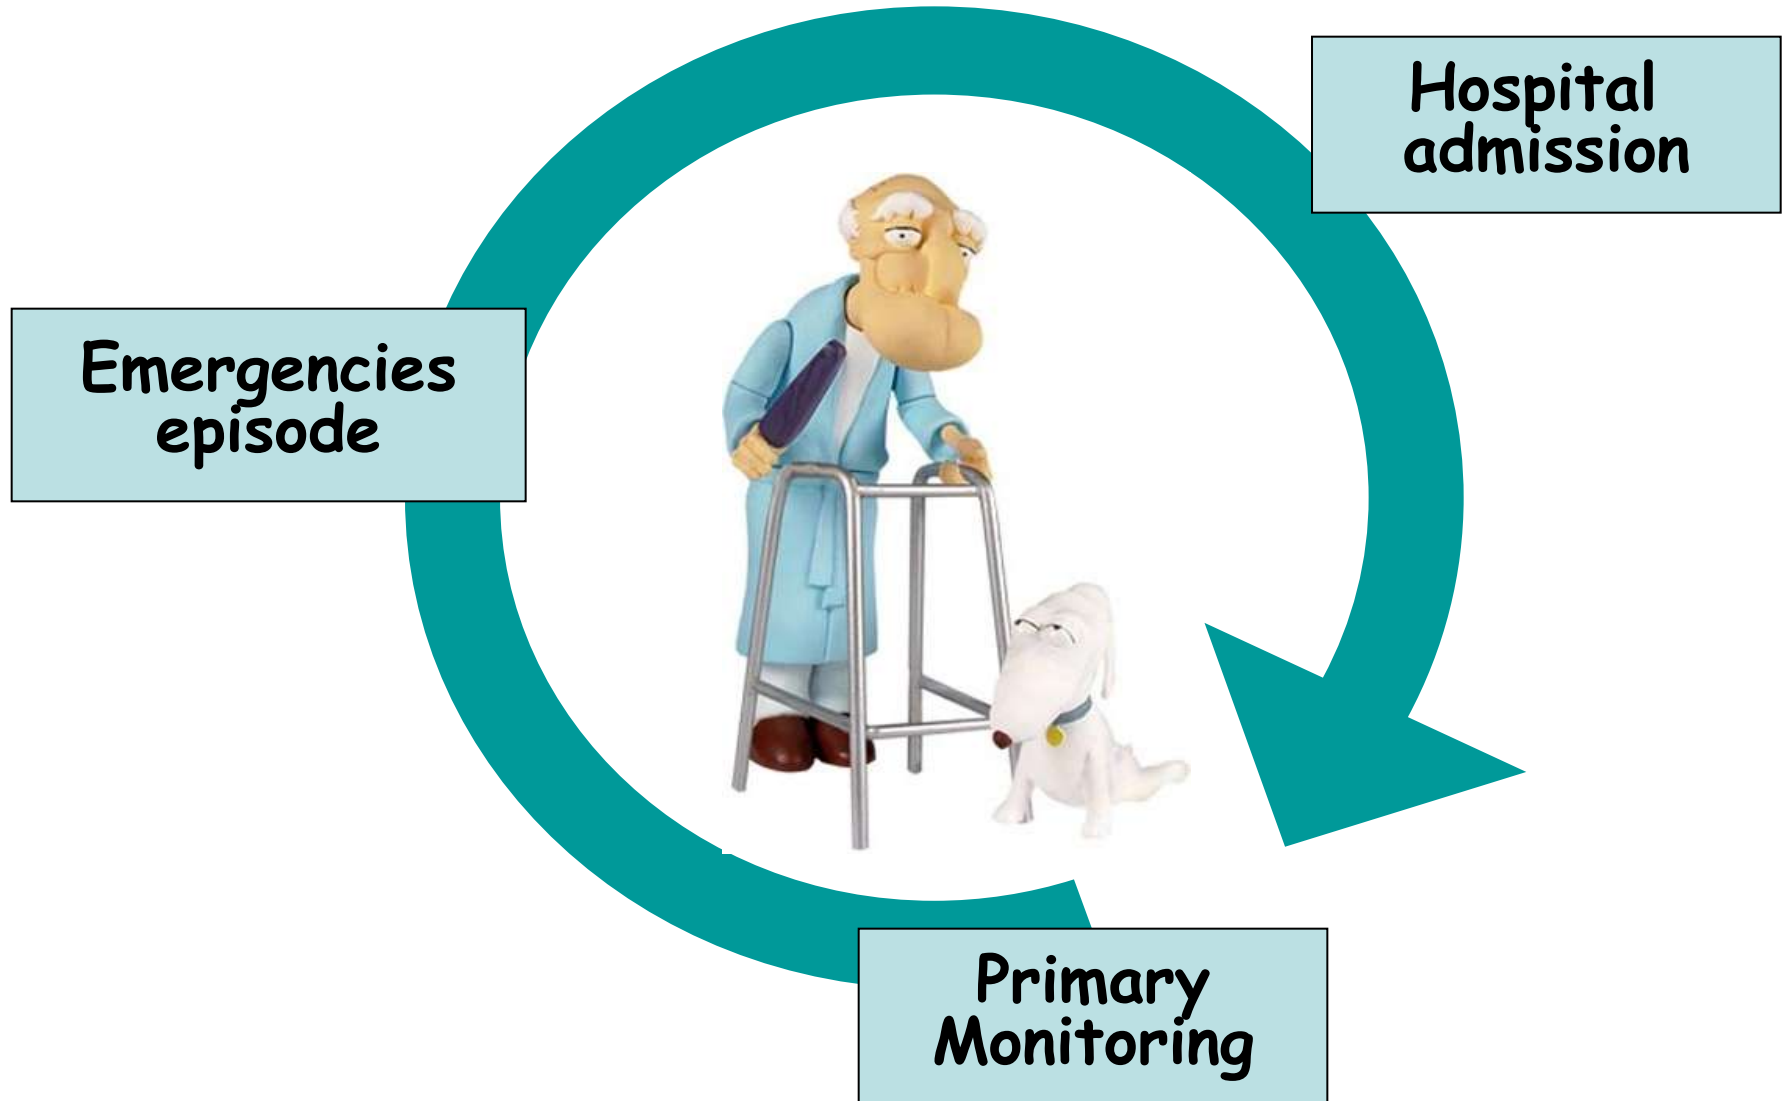 Hospital
admission
Emergencies
episode
Primary
Monitoring